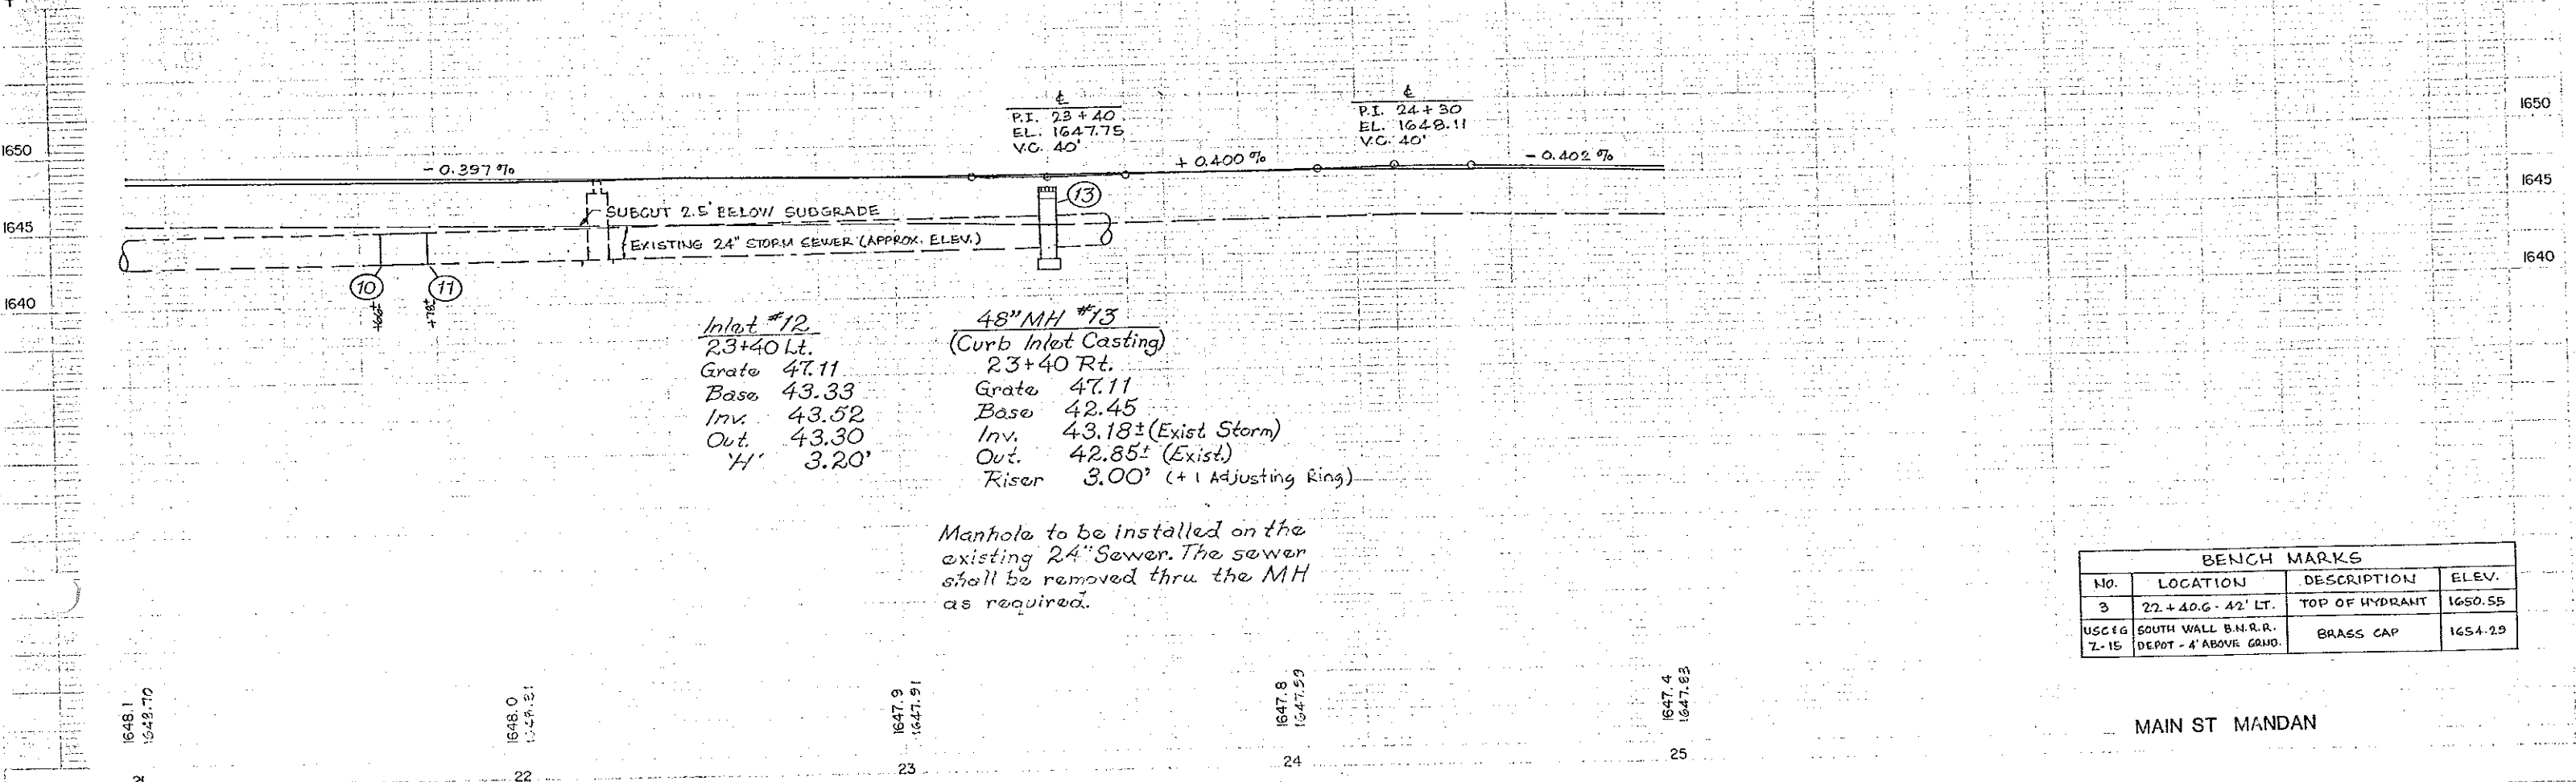 ₵
P.I. 23 + 40
EL. 1647.75
V.C. 40'
₵
P.I. 24 + 30
EL. 1648.11
V.C. 40'
1650
1645
1640
1650
1645
1640
- 0.397 %
+ 0.400 %
- 0.402 %
13
SUBCUT 2.5' BELOW SUBGRADE
EXISTING 24" STORM SEWER (APPROX. ELEV.)
10
11
+66
+78
Inlet #12
23+40 Lt.
Grate 47.11
Base 43.33
Inv. 43.52
Out. 43.30
'H' 3.20'
48" MH #13
(Curb Inlet Casting)
23+40 Rt.
Grate 47.11
Base 42.45
Inv. 43.18± (Exist. Storm)
Out. 42.85± (Exist.)
Riser 3.00' (+ 1 Adjusting Ring)
Manhole to be installed on the
existing 24" Sewer. The sewer
shall be removed thru the MH
as required.
BENCH MARKS
NO. LOCATION DESCRIPTION ELEV.
3 22 + 40.6 - 42' LT. TOP OF HYDRANT 1650.55
USC&G Z-15 SOUTH WALL B.N.R.R. DEPOT - 4' ABOVE GRND. BRASS CAP 1654.29
1648.1
1648.70
1648.0
1647.9
1647.91
1647.8
1647.59
1647.4
1647.83
MAIN ST MANDAN
21
22
23
24
25